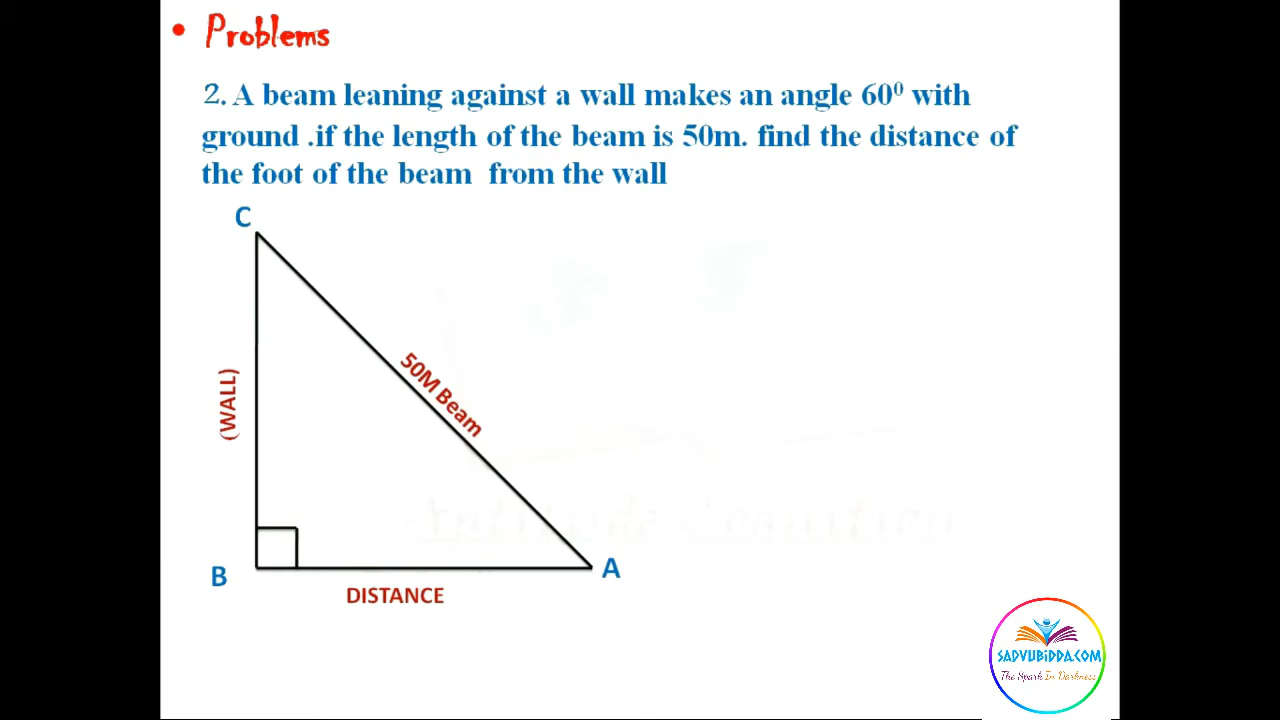 • Problems
2. A beam leaning against a wall makes an angle 60⁰ with
ground .if the length of the beam is 50m. find the distance of
the foot of the beam from the wall
C
(WALL)
50M Beam
B
A
DISTANCE
Aptitude Cognition
SADVUBIDDA.COM
The Spark In Darkness